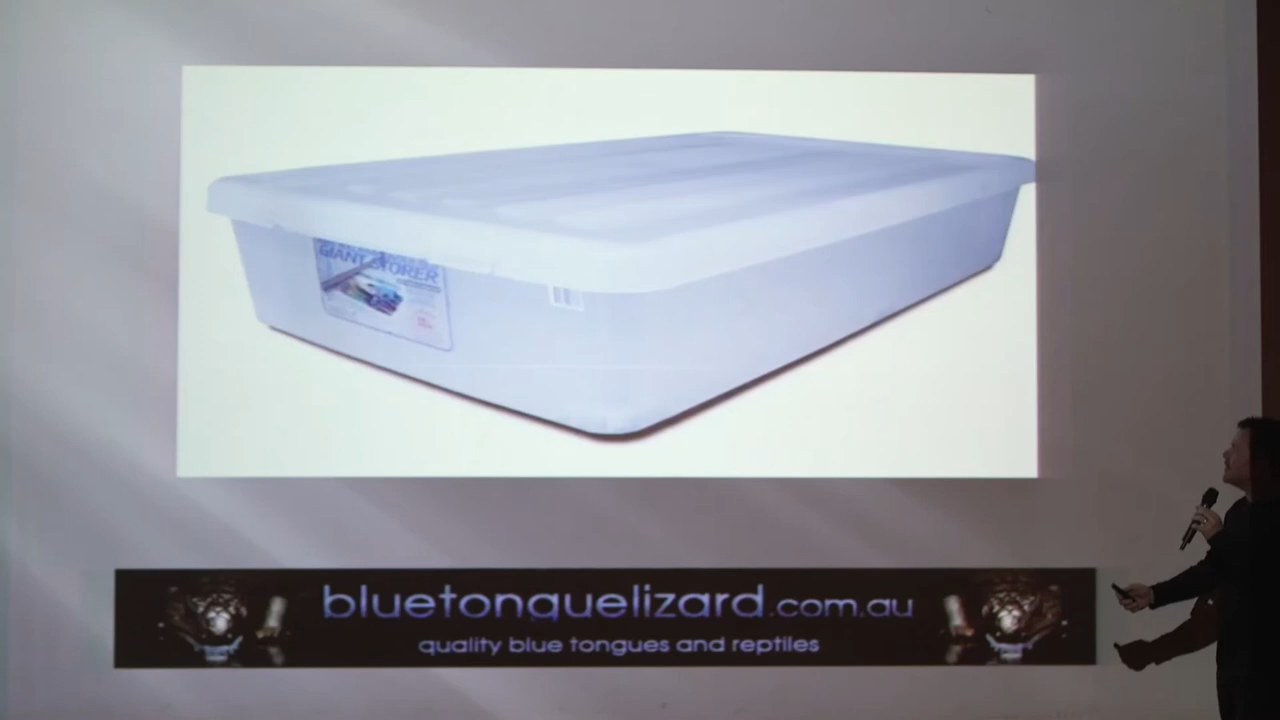 GIANT STORER
bluetonguelizard.com.au
quality blue tongues and reptiles